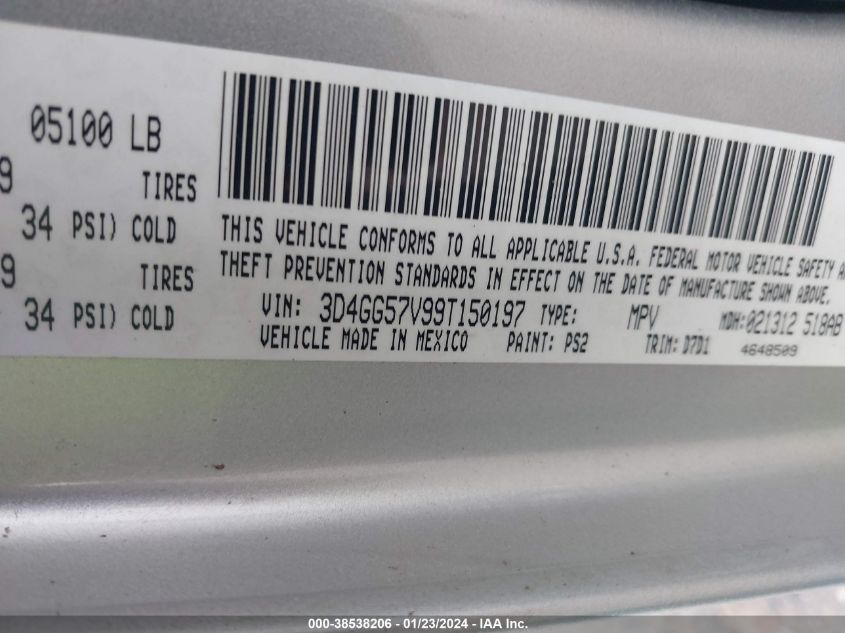 05100 LB
9 TIRES
34 PSI) COLD
9 TIRES
34 PSI) COLD
THIS VEHICLE CONFORMS TO ALL APPLICABLE U.S.A. FEDERAL MOTOR VEHICLE SAFETY
THEFT PREVENTION STANDARDS IN EFFECT ON THE DATE OF MANUFACTURE SHOWN ABOVE.
VIN: 3D4GG57V99T150197 TYPE: MPV MDH:021312 518AB
VEHICLE MADE IN MEXICO PAINT: PS2 TRIM: D7D1 4648509
000-38538206 - 01/23/2024 - IAA Inc.